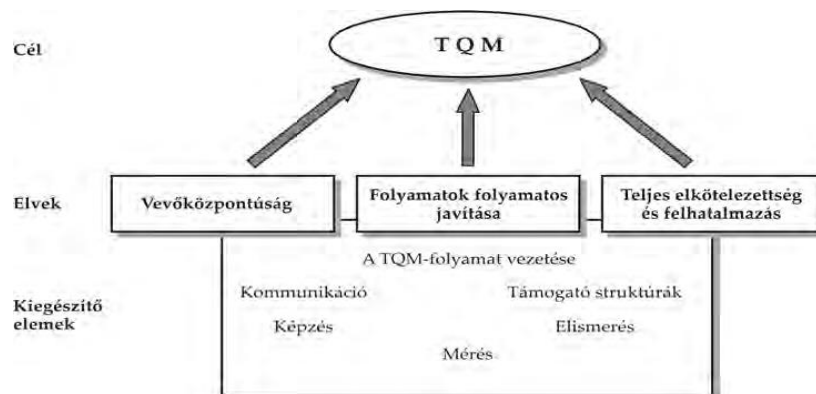 Cél
TQM
Elvek
Vevőközpontúság
Folyamatok folyamatos
javítása
Teljes elkötelezettség
és felhatalmazás
A TQM-folyamat vezetése
Kiegészítő
elemek
Kommunikáció
Támogató struktúrák
Képzés
Elismerés
Mérés